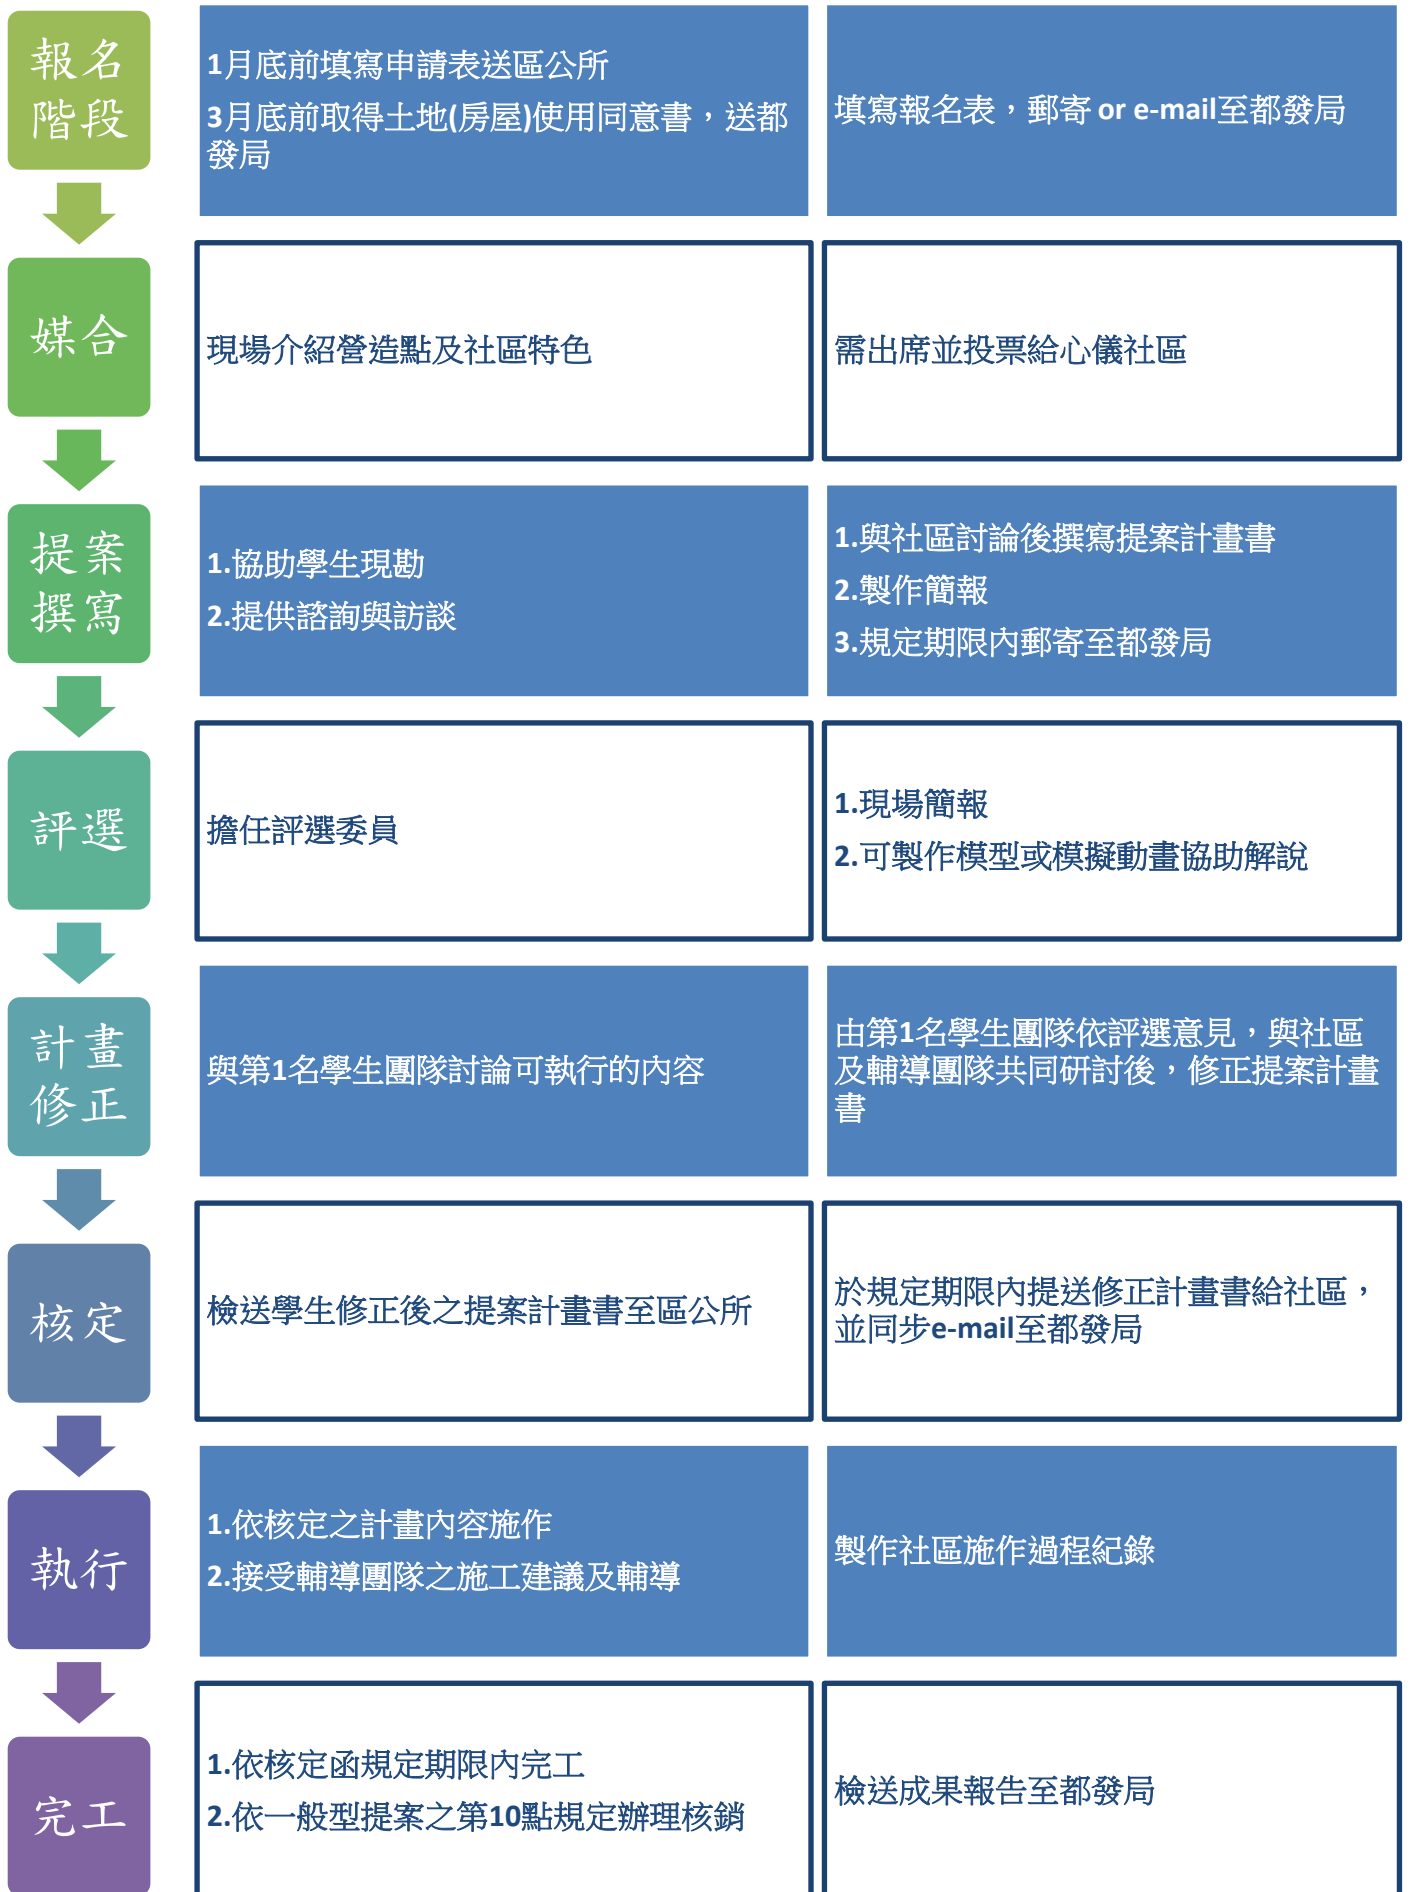 報名
階段
1月底前填寫申請表送區公所
3月底前取得土地(房屋)使用同意書，送都
發局
填寫報名表，郵寄 or e-mail至都發局
媒合
現場介紹營造點及社區特色
需出席並投票給心儀社區
提案
撰寫
1.協助學生現勘
2.提供諮詢與訪談
1.與社區討論後撰寫提案計畫書
2.製作簡報
3.規定期限內郵寄至都發局
評選
擔任評選委員
1.現場簡報
2.可製作模型或模擬動畫協助解說
計畫
修正
與第1名學生團隊討論可執行的內容
由第1名學生團隊依評選意見，與社區
及輔導團隊共同研討後，修正提案計畫
書
核定
檢送學生修正後之提案計畫書至區公所
於規定期限內提送修正計畫書給社區，
並同步e-mail至都發局
執行
1.依核定之計畫內容施作
2.接受輔導團隊之施工建議及輔導
製作社區施作過程紀錄
完工
1.依核定函規定期限內完工
2.依一般型提案之第10點規定辦理核銷
檢送成果報告至都發局